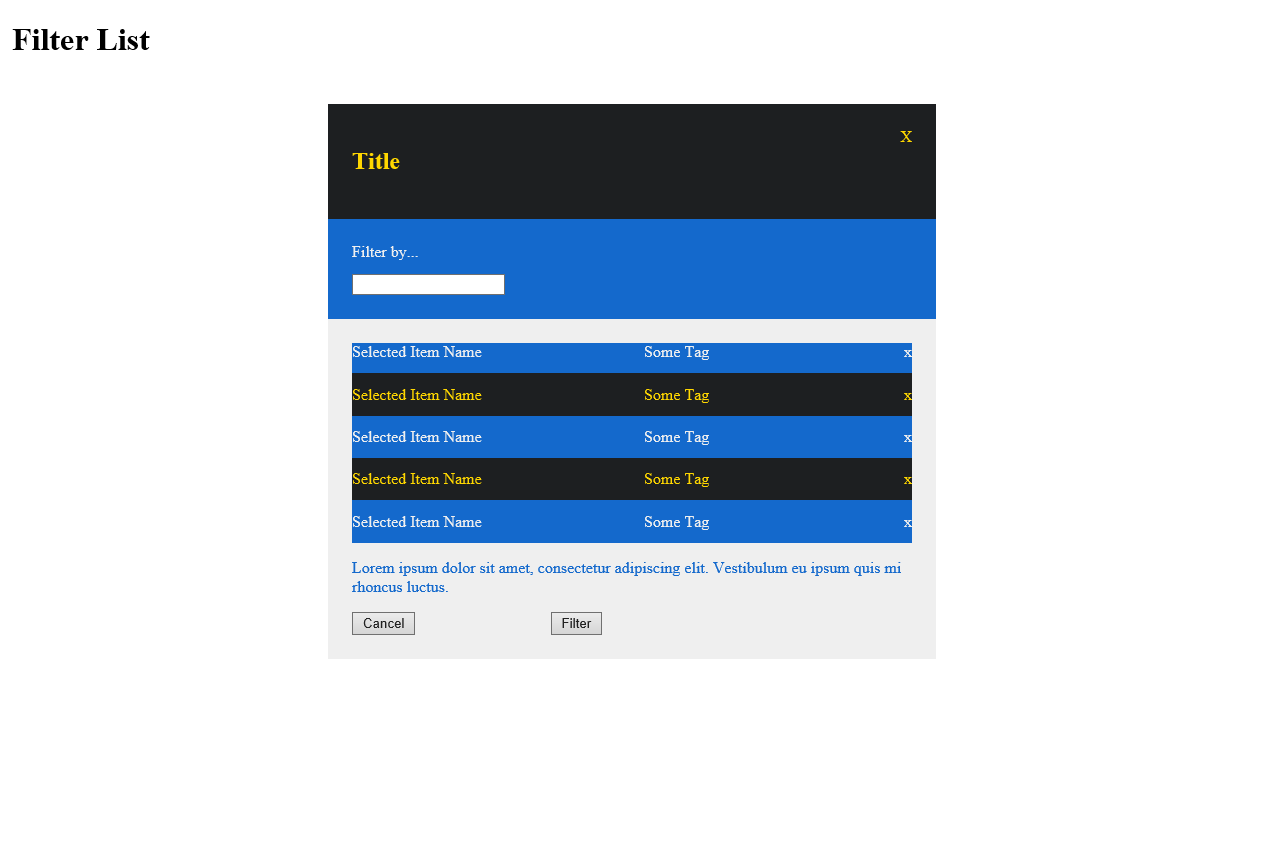 Filter List
x
Title
Filter by...
Selected Item Name Some Tag x
Selected Item Name Some Tag x
Selected Item Name Some Tag x
Selected Item Name Some Tag x
Selected Item Name Some Tag x
Lorem ipsum dolor sit amet, consectetur adipiscing elit. Vestibulum eu ipsum quis mi
rhoncus luctus.
Cancel Filter